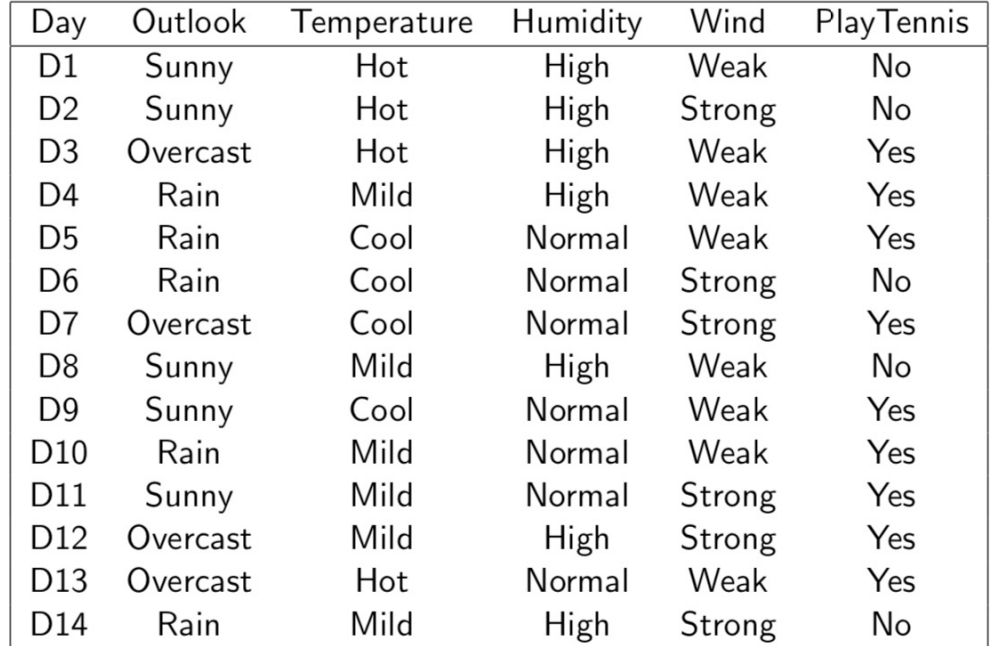 Day Outlook Temperature Humidity Wind PlayTennis
D1 Sunny Hot High Weak No
D2 Sunny Hot High Strong No
D3 Overcast Hot High Weak Yes
D4 Rain Mild High Weak Yes
D5 Rain Cool Normal Weak Yes
D6 Rain Cool Normal Strong No
D7 Overcast Cool Normal Strong Yes
D8 Sunny Mild High Weak No
D9 Sunny Cool Normal Weak Yes
D10 Rain Mild Normal Weak Yes
D11 Sunny Mild Normal Strong Yes
D12 Overcast Mild High Strong Yes
D13 Overcast Hot Normal Weak Yes
D14 Rain Mild High Strong No